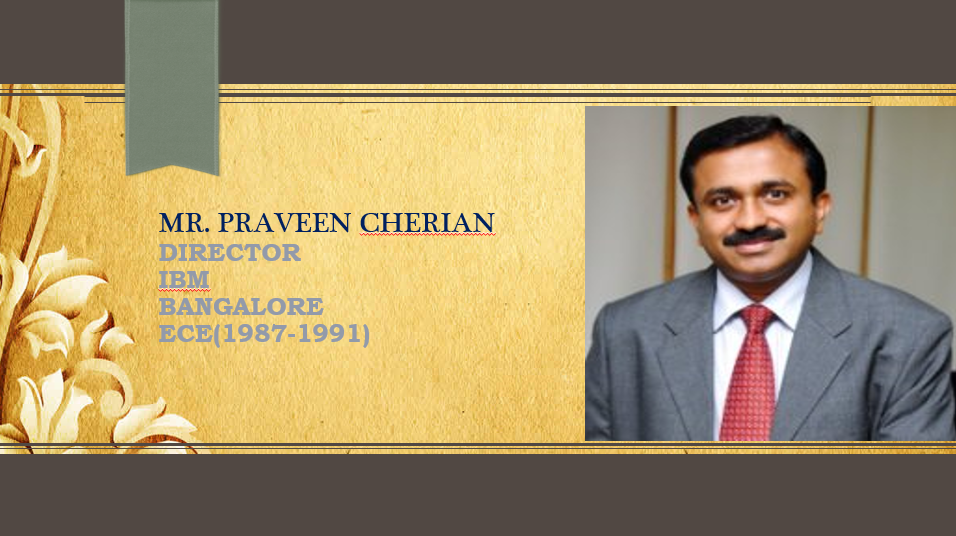 MR. PRAVEEN CHERIAN
DIRECTOR
IBM
BANGALORE
ECE(1987-1991)